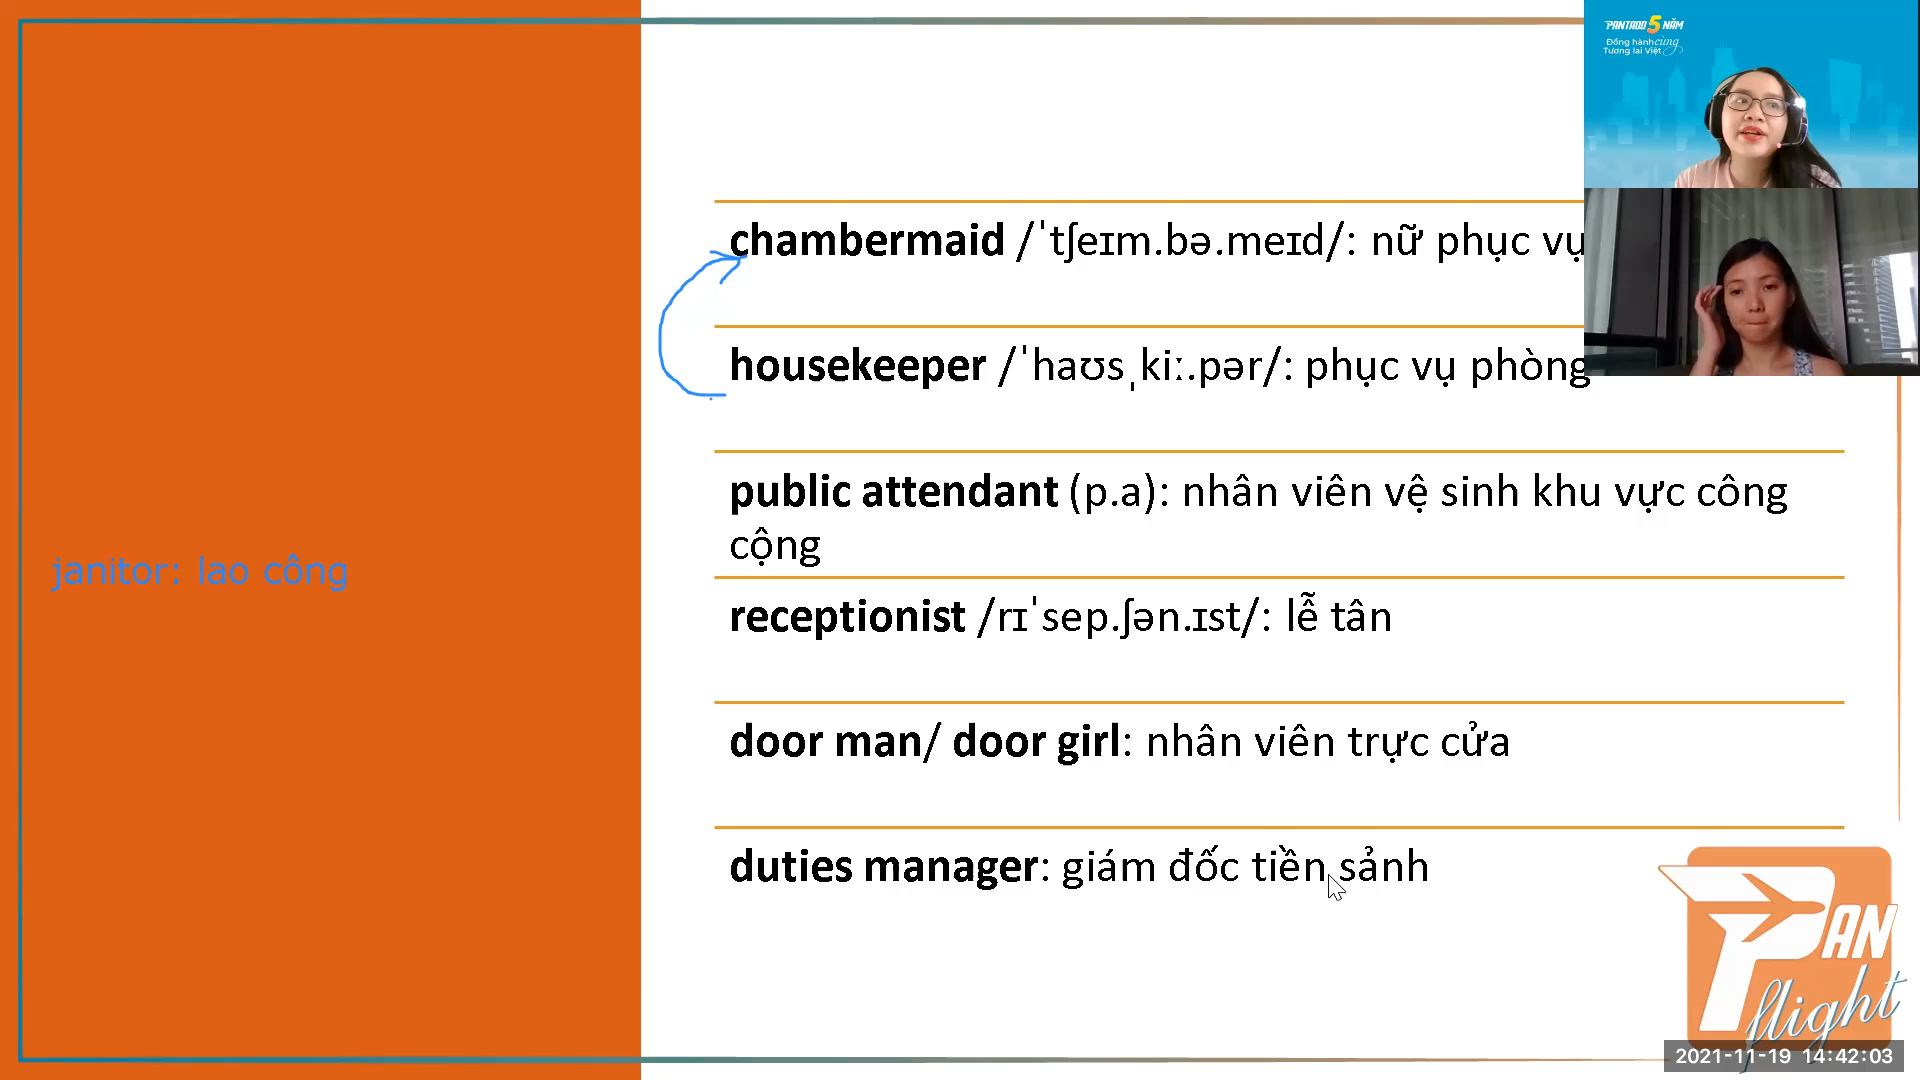 PANTADO 5 NĂM
Đồng hành cùng
Tương lai Việt
chambermaid /ˈtʃeɪm.bə.meɪd/: nữ phục vụ
housekeeper /ˈhaʊsˌkiː.pər/: phục vụ phòng
public attendant (p.a): nhân viên vệ sinh khu vực công
cộng
janitor: lao công
receptionist /rɪˈsep.ʃən.ɪst/: lễ tân
door man/ door girl: nhân viên trực cửa
duties manager: giám đốc tiền sảnh
PAN
flight
2021-11-19 14:42:03